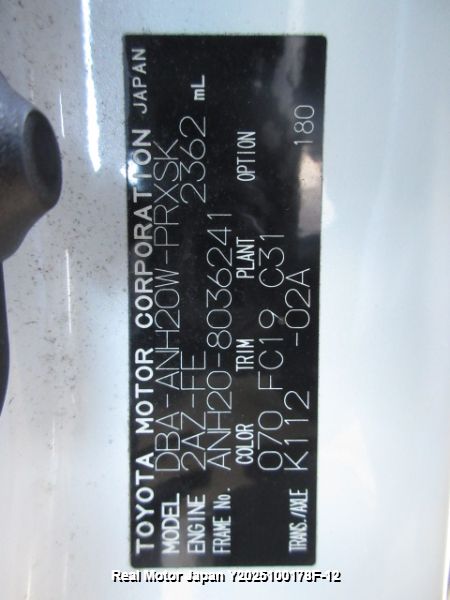 TOYOTA MOTOR CORPORATION JAPAN
MODEL DBA-ANH20W-PRXSK
ENGINE 2AZ-FE 2362 mL
FRAME No. ANH20-8036241
COLOR TRIM PLANT OPTION
070 FC19 C31
TRANS./AXLE K112 -02A 180
Real Motor Japan Y2025100178F-12